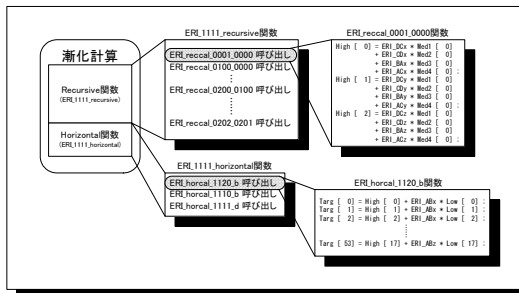 漸化計算
Recursive関数
(ERI_1111_recursive)
Horizontal関数
(ERI_1111_horizontal)
ERI_1111_recursive関数
ERI_reccal_0001_0000 呼び出し
ERI_reccal_0100_0000 呼び出し
⋮
ERI_reccal_0200_0100 呼び出し
⋮
ERI_reccal_0202_0201 呼び出し
ERI_reccal_0001_0000関数
High [ 0] = ERI_DCx * Med1 [ 0]
+ ERI_CDx * Med2 [ 0]
+ ERI_BAx * Med3 [ 0]
+ ERI_ACx * Med4 [ 0] ;
High [ 1] = ERI_DCy * Med1 [ 0]
+ ERI_CDy * Med2 [ 0]
+ ERI_BAy * Med3 [ 0]
+ ERI_ACy * Med4 [ 0] ;
High [ 2] = ERI_DCz * Med1 [ 0]
+ ERI_CDz * Med2 [ 0]
+ ERI_BAz * Med3 [ 0]
+ ERI_ACz * Med4 [ 0] ;
ERI_1111_horizontal関数
ERI_horcal_1120_b 呼び出し
ERI_horcal_1110_b 呼び出し
ERI_horcal_1111_d 呼び出し
ERI_horcal_1120_b関数
Targ [ 0] = High [ 0] + ERI_ABx * Low [ 0] ;
Targ [ 1] = High [ 1] + ERI_ABx * Low [ 1] ;
Targ [ 2] = High [ 2] + ERI_ABx * Low [ 2] ;
⋮
Targ [ 53] = High [ 17] + ERI_ABz * Low [ 17] ;